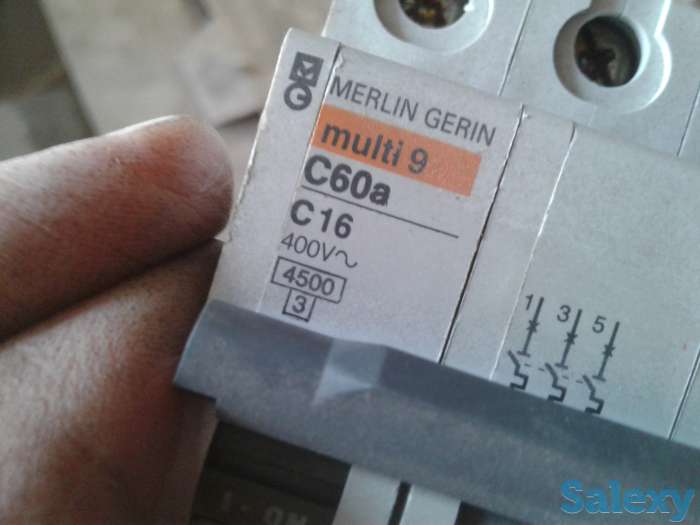 MERLIN GERIN
multi 9
C60a
C16
400V~
4500
3
1 3 5
Salexy